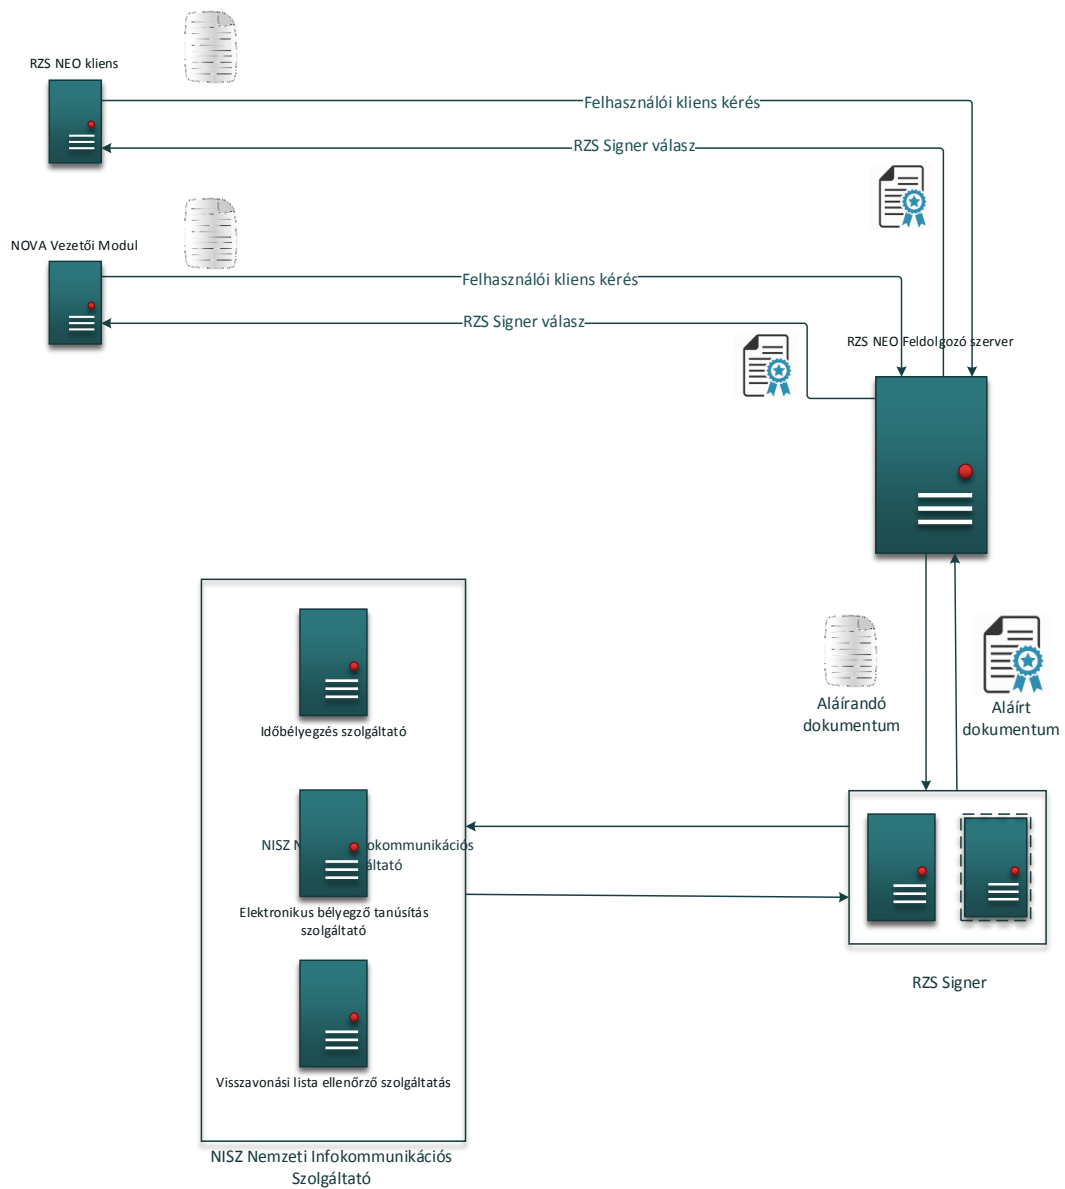 RZS NEO kliens
Felhasználói kliens kérés
RZS Signer válasz
NOVA Vezetői Modul
Felhasználói kliens kérés
RZS Signer válasz
RZS NEO Feldolgozó szerver
Aláírandó
dokumentum
Aláírt
dokumentum
Időbélyegzés szolgáltató
NISZ
Elektronikus bélyegző tanúsítás
szolgáltató
RZS Signer
Visszavonási lista ellenőrző szolgáltatás
NISZ Nemzeti Infokommunikációs
Szolgáltató